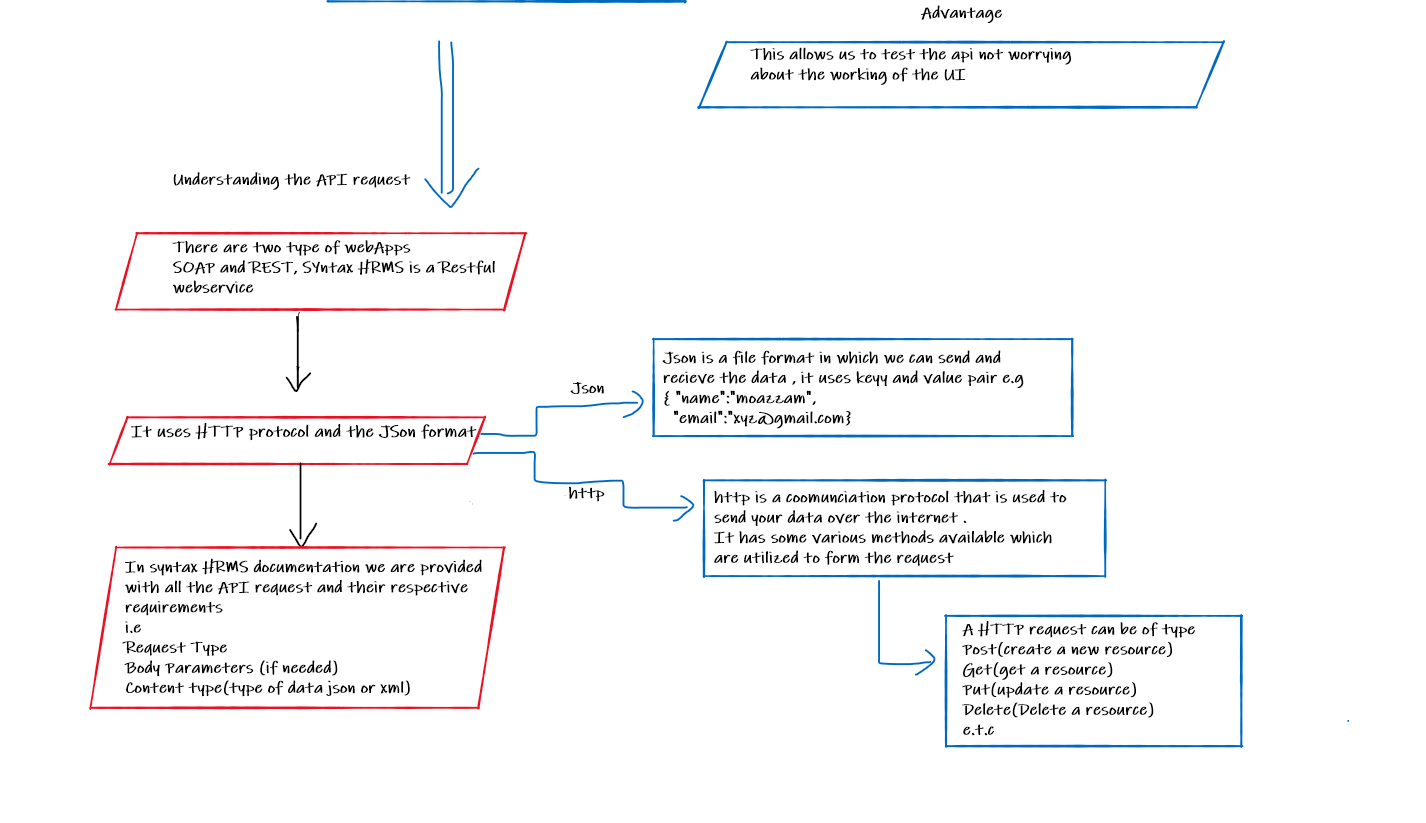 Advantage
This allows us to test the api not worrying
about the working of the UI
Understanding the API request
There are two type of webApps
SOAP and REST, SYntax HRMS is a Restful
webservice
Json
Json is a file format in which we can send and
recieve the data , it uses keyy and value pair e.g
{ "name":"moazzam",
"email":"xyz@gmail.com}
It uses HTTP protocol and the JSon format
http
http is a coomunciation protocol that is used to
send your data over the internet .
It has some various methods available which
are utilized to form the request
In syntax HRMS documentation we are provided
with all the API request and their respective
requirements
i.e
Request Type
Body Parameters (if needed)
Content type(type of data json or xml)
A HTTP request can be of type
Post(create a new resource)
Get(get a resource)
Put(update a resource)
Delete(Delete a resource)
e.t.c